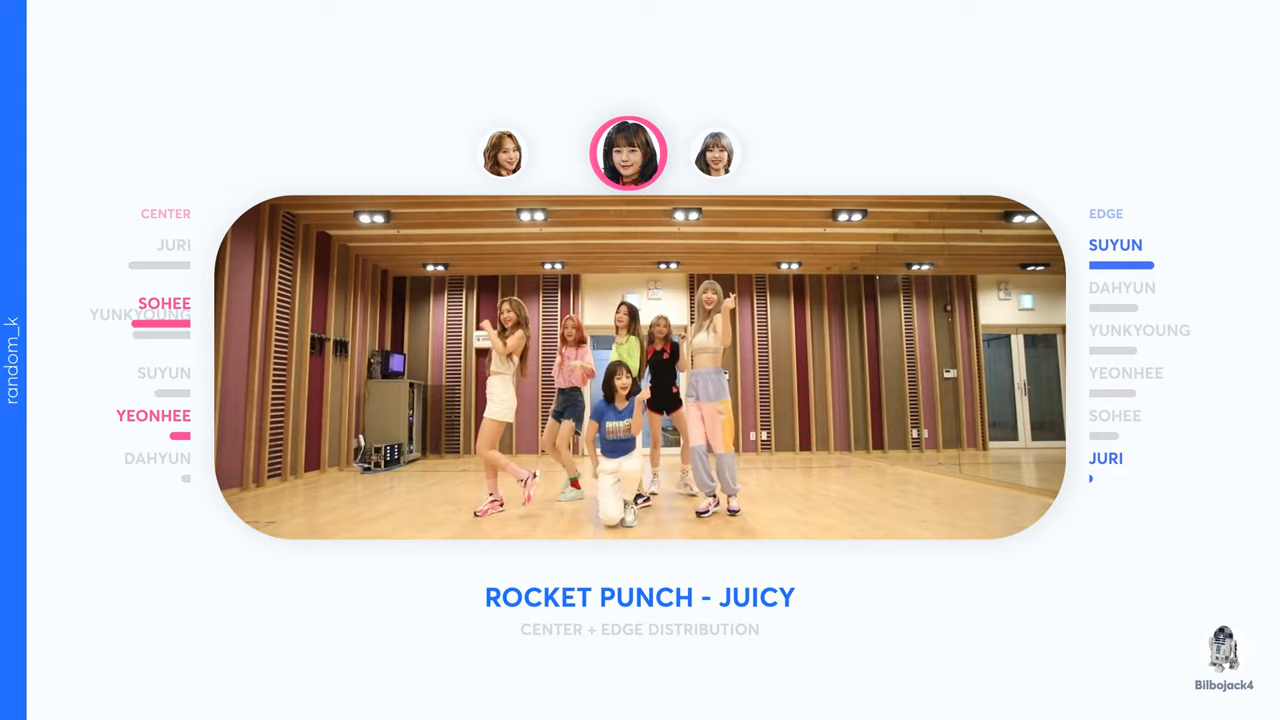 random_k
CENTER
JURI
SOHEE
YUNKYOUNG
SUYUN
YEONHEE
DAHYUN
EDGE
SUYUN
DAHYUN
YUNKYOUNG
YEONHEE
SOHEE
JURI
ROCKET PUNCH - JUICY
CENTER + EDGE DISTRIBUTION
Bilbojack4